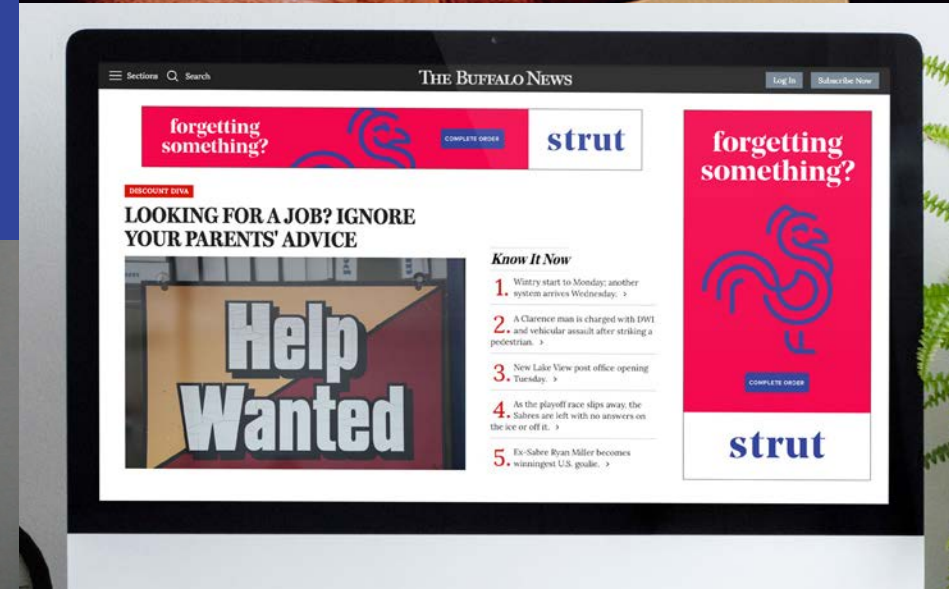 Sections
Search
THE BUFFALO NEWS
Log In
Subscribe Now
forgetting
something?
COMPLETE ORDER
strut
DISCOUNT DIVA
LOOKING FOR A JOB? IGNORE
YOUR PARENTS' ADVICE
Help
Wanted
Know It Now
1. Wintry start to Monday; another
system arrives Wednesday. >
2. A Clarence man is charged with DWI
and vehicular assault after striking a
pedestrian. >
3. New Lake View post office opening
Tuesday. >
4. As the playoff race slips away, the
Sabres are left with no answers on
the ice or off it. >
5. Ex-Sabre Ryan Miller becomes
winningest U.S. goalie. >
forgetting
something?
COMPLETE ORDER
strut